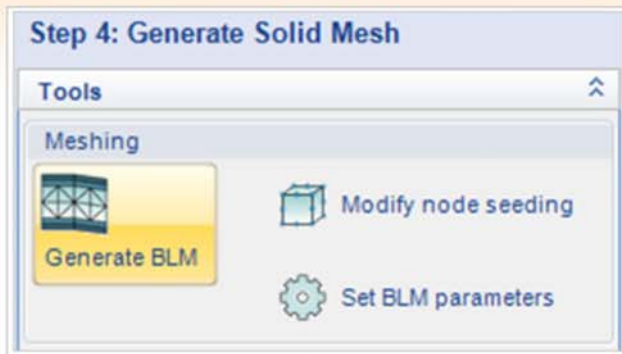 Step 4: Generate Solid Mesh
Tools
Meshing
Generate BLM
Modify node seeding
Set BLM parameters